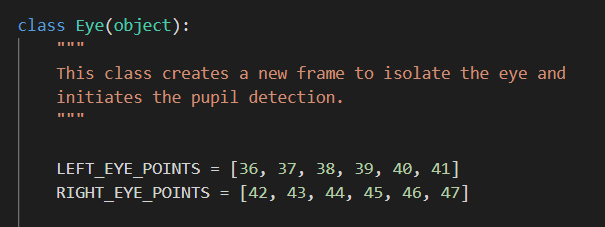 class Eye(object):
    """
    This class creates a new frame to isolate the eye and
    initiates the pupil detection.
    """

    LEFT_EYE_POINTS = [36, 37, 38, 39, 40, 41]
    RIGHT_EYE_POINTS = [42, 43, 44, 45, 46, 47]